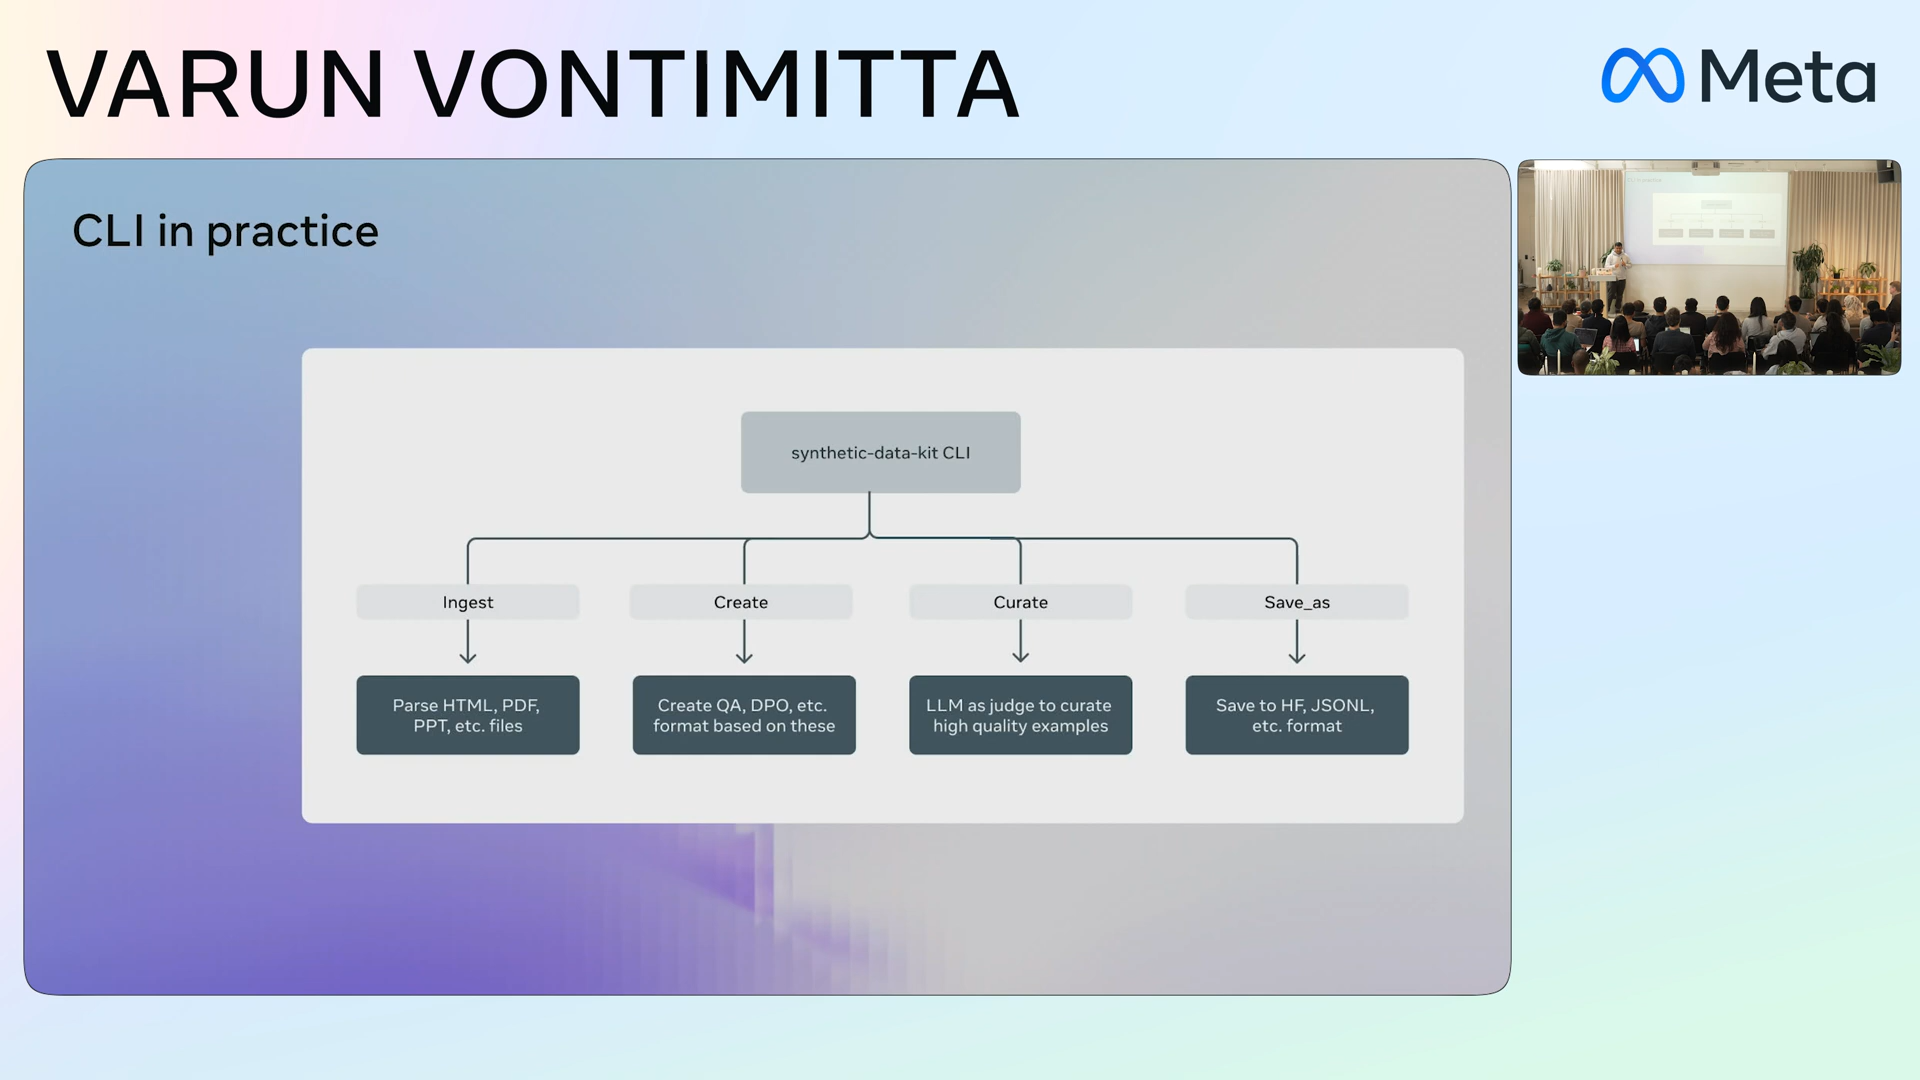 VARUN VONTIMITTA
Meta
CLI in practice
synthetic-data-kit CLI
Ingest
Create
Curate
Save_as
Parse HTML, PDF,
PPT, etc. files
Create QA, DPO, etc.
format based on these
LLM as judge to curate
high quality examples
Save to HF, JSONL,
etc. format